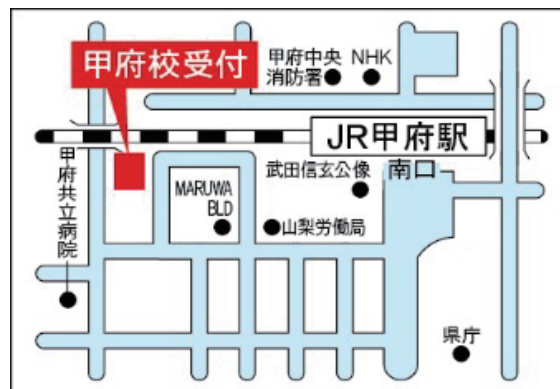 甲府校受付
甲府中央
消防署
NHK
JR甲府駅
南口
武田信玄公像
MARUWA
BLD
山梨労働局
甲府共立病院
県庁